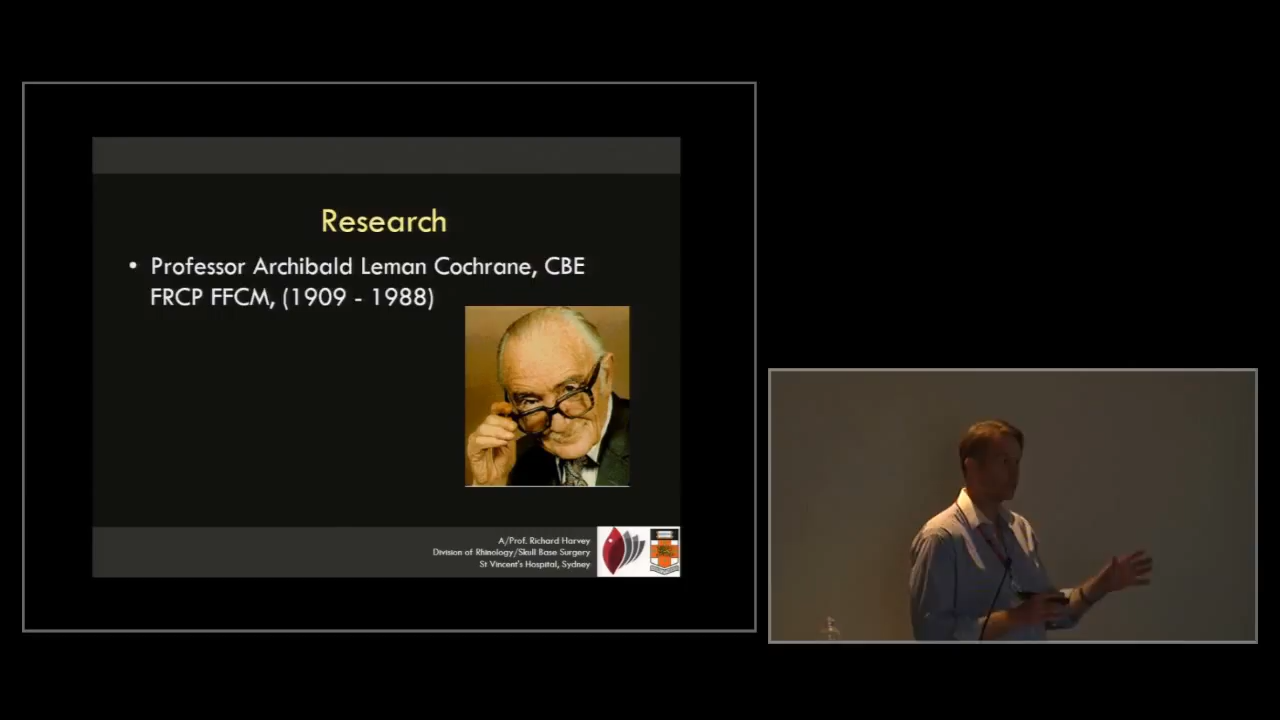 Research
• Professor Archibald Leman Cochrane, CBE
FRCP FFCM, (1909 - 1988)
A/Prof. Richard Harvey
Division of Rhinology/Skull Base Surgery
St Vincent's Hospital, Sydney